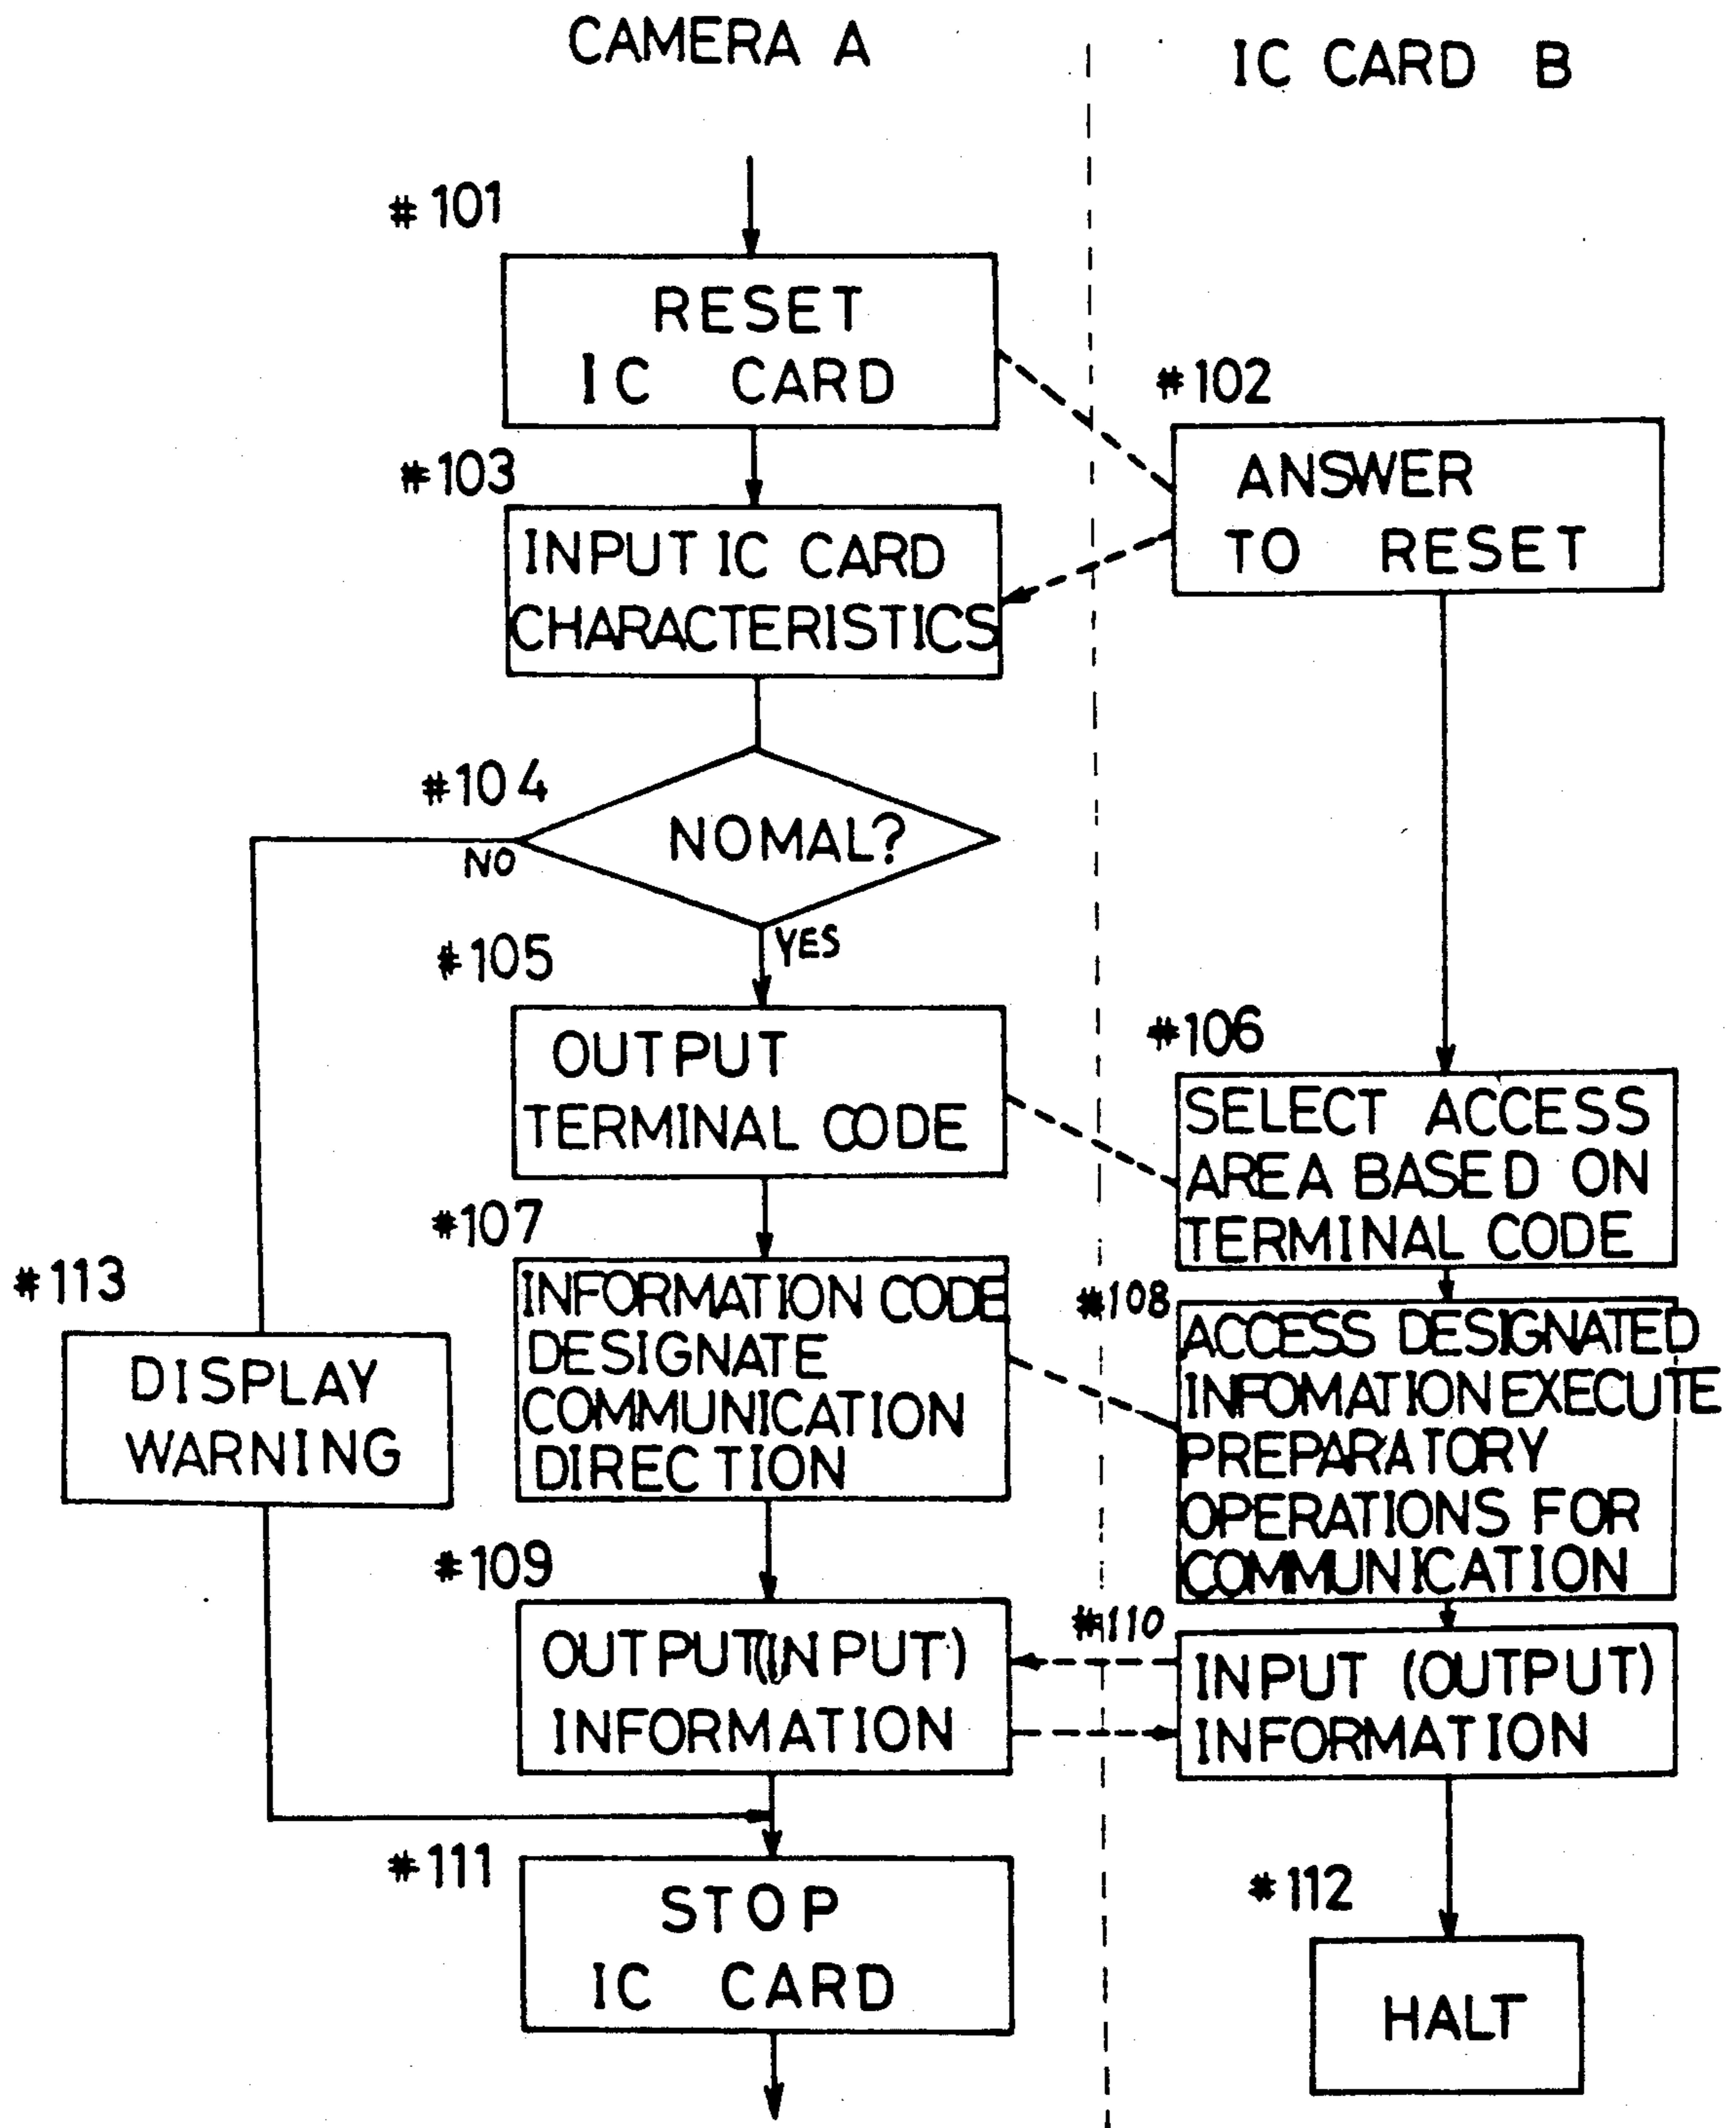 CAMERA A
IC CARD B
#101
RESET
IC CARD
#102
ANSWER
TO RESET
#103
INPUT IC CARD
CHARACTERISTICS
#104
NOMAL?
NO
YES
#105
OUTPUT
TERMINAL CODE
#106
SELECT ACCESS
AREA BASED ON
TERMINAL CODE
#107
INFORMATION CODE
DESIGNATE
COMMUNICATION
DIRECTION
#108
ACCESS DESIGNATED
INFOMATION EXECUTE
PREPARATORY
OPERATIONS FOR
COMMUNICATION
#113
DISPLAY
WARNING
#109
OUTPUT(INPUT)
INFORMATION
#110
INPUT (OUTPUT)
INFORMATION
#111
STOP
IC CARD
#112
HALT